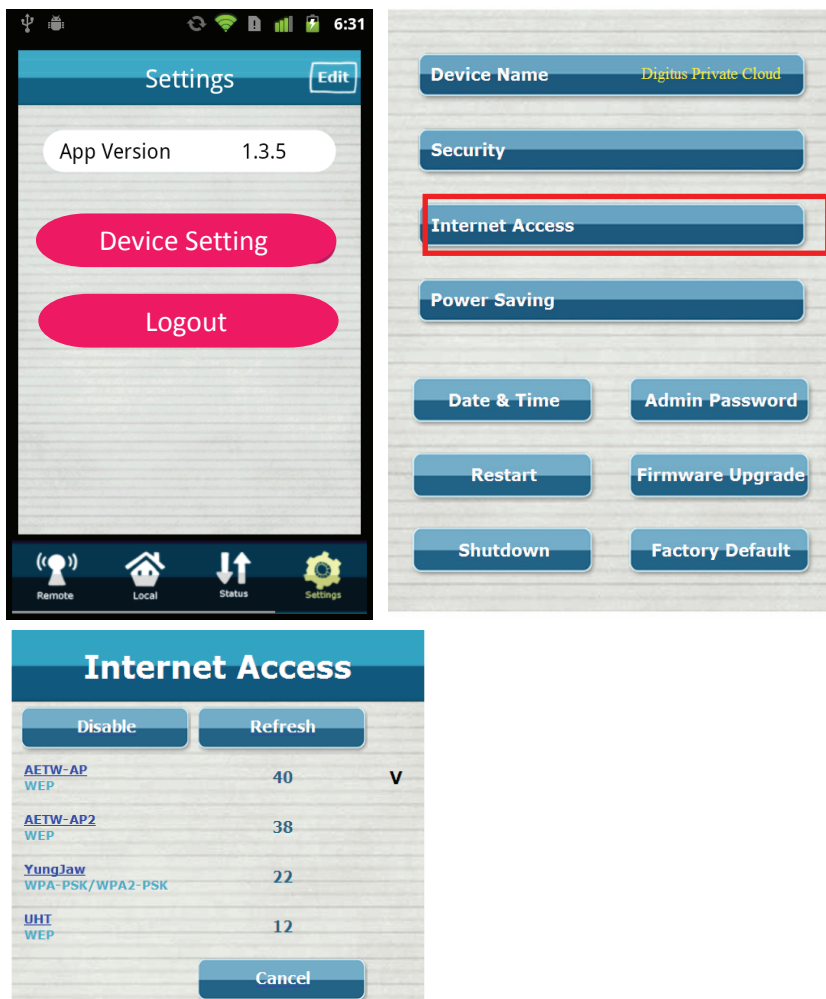 6:31
Settings Edit
App Version 1.3.5
Device Setting
Logout
Remote Local Status Settings
Device Name Digitus Private Cloud
Security
Internet Access
Power Saving
Date & Time Admin Password
Restart Firmware Upgrade
Shutdown Factory Default
Internet Access
Disable Refresh
AETW-AP 40 V
WEP
AETW-AP2 38
WEP
YungJaw 22
WPA-PSK/WPA2-PSK
UHT 12
WEP
Cancel